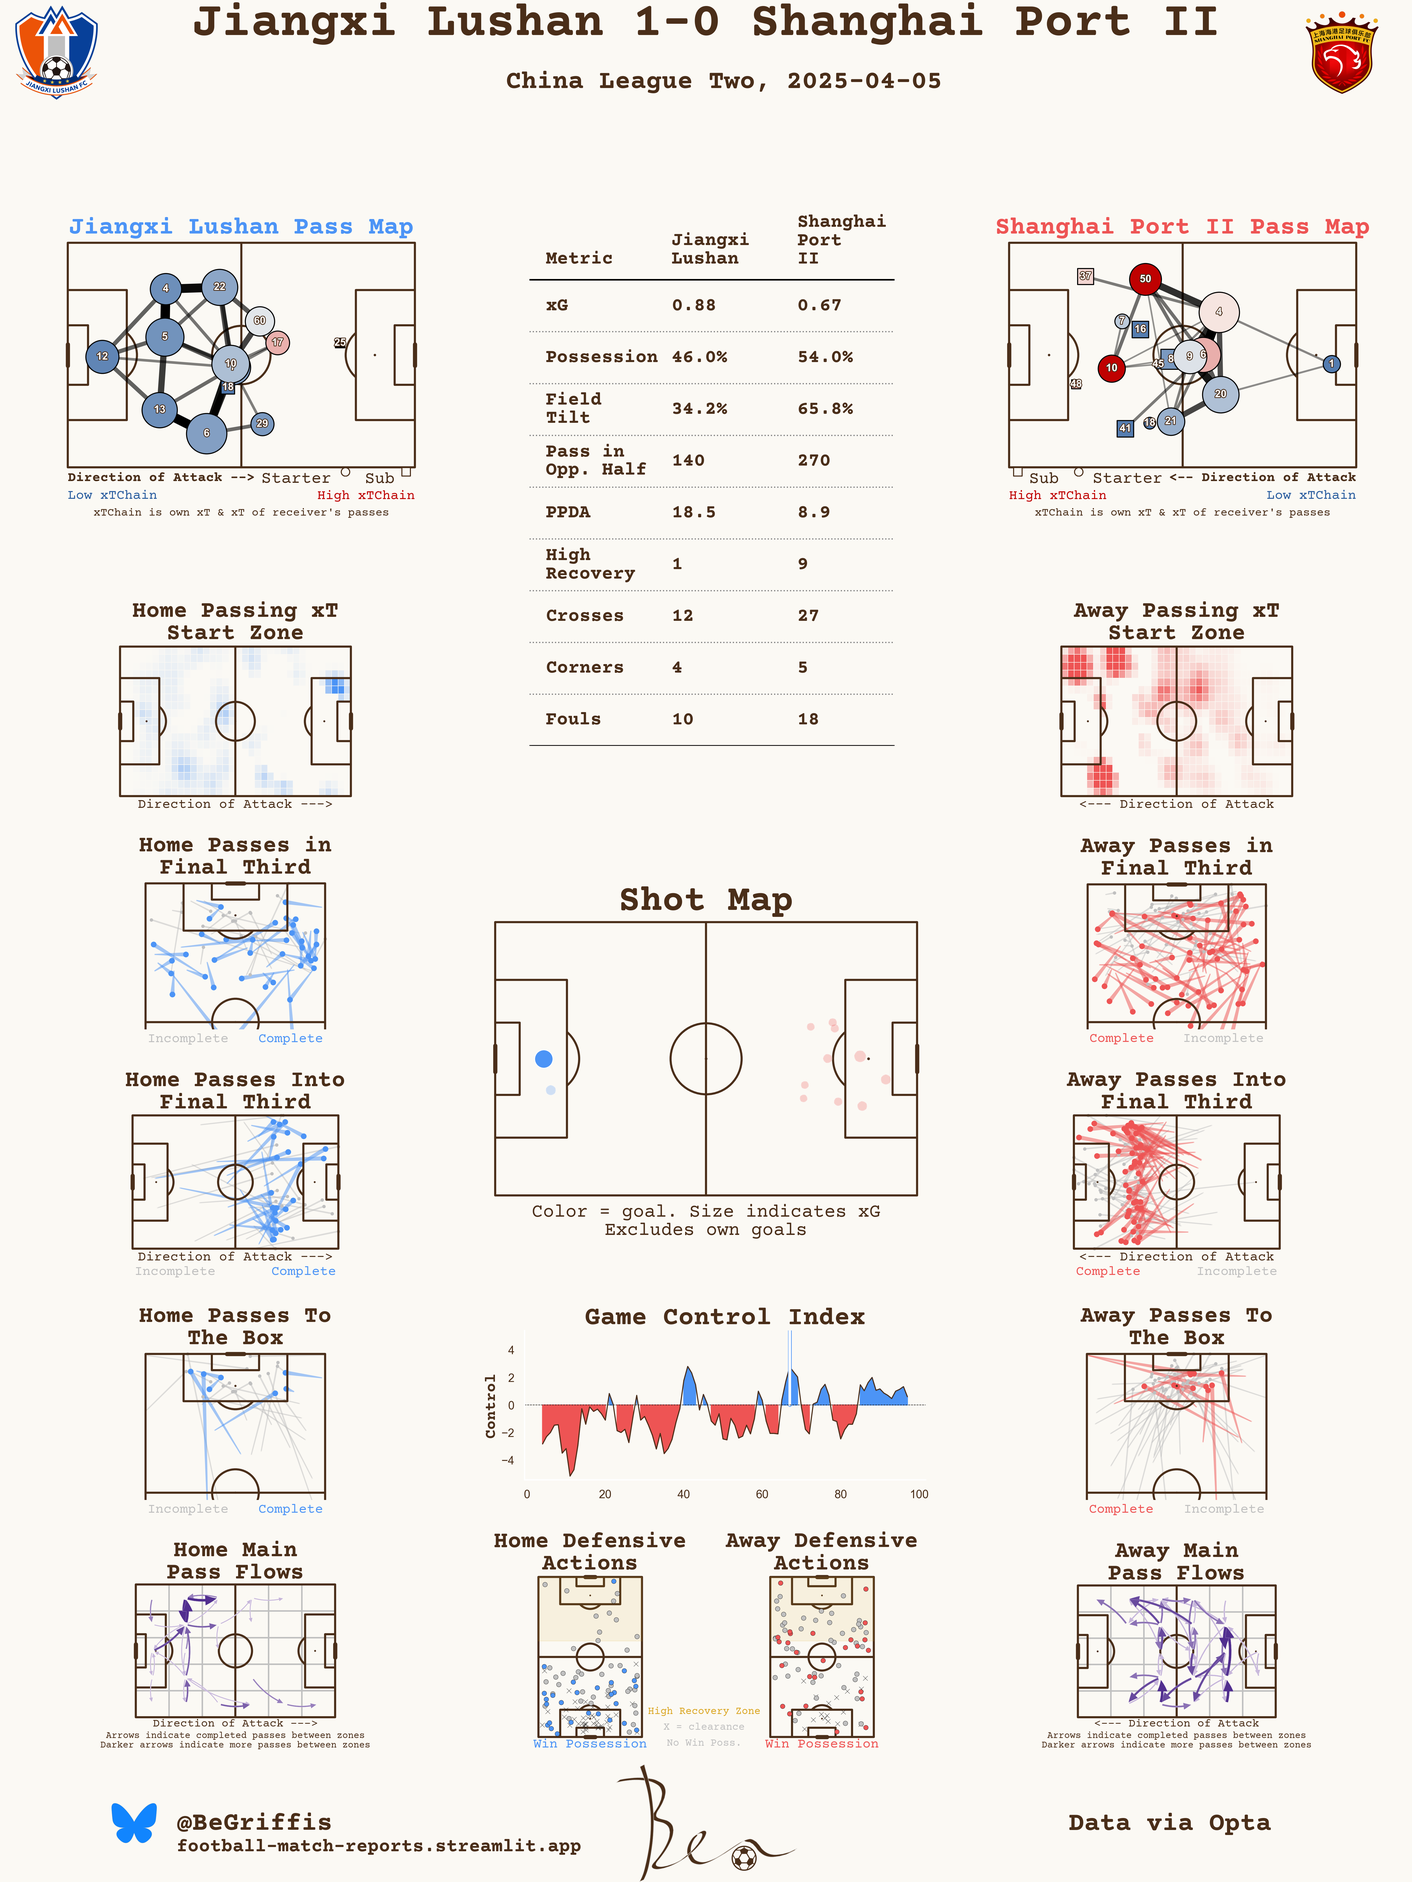 Jiangxi Lushan 1-0 Shanghai Port II
China League Two, 2025-04-05
JIANGXI LUSHAN FC
上海海港足球俱乐部
SHANGHAI PORT FC
Jiangxi Lushan Pass Map
4
22
60
5
17
25
12
10
18
13
6
29
Direction of Attack --> Starter Sub
Low xTChain High xTChain
xTChain is own xT & xT of receiver's passes
Metric Jiangxi Lushan Shanghai Port II
xG 0.88 0.67
Possession 46.0% 54.0%
Field Tilt 34.2% 65.8%
Pass in Opp. Half 140 270
PPDA 18.5 8.9
High Recovery 1 9
Crosses 12 27
Corners 4 5
Fouls 10 18
Shanghai Port II Pass Map
37
50
4
7
16
45
8
9
6
1
10
48
20
41
18
21
Sub Starter <-- Direction of Attack
High xTChain Low xTChain
xTChain is own xT & xT of receiver's passes
Home Passing xT
Start Zone
Direction of Attack --->
Away Passing xT
Start Zone
<--- Direction of Attack
Home Passes in
Final Third
Incomplete Complete
Away Passes in
Final Third
Complete Incomplete
Shot Map
Color = goal. Size indicates xG
Excludes own goals
Home Passes Into
Final Third
Direction of Attack --->
Incomplete Complete
Away Passes Into
Final Third
<--- Direction of Attack
Complete Incomplete
Home Passes To
The Box
Incomplete Complete
Game Control Index
Control
4
2
0
−2
−4
0 20 40 60 80 100
Away Passes To
The Box
Complete Incomplete
Home Main
Pass Flows
Direction of Attack --->
Arrows indicate completed passes between zones
Darker arrows indicate more passes between zones
Home Defensive
Actions
Win Possession
High Recovery Zone
X = clearance
No Win Poss.
Away Defensive
Actions
Win Possession
Away Main
Pass Flows
<--- Direction of Attack
Arrows indicate completed passes between zones
Darker arrows indicate more passes between zones
@BeGriffis
football-match-reports.streamlit.app
Ben
Data via Opta